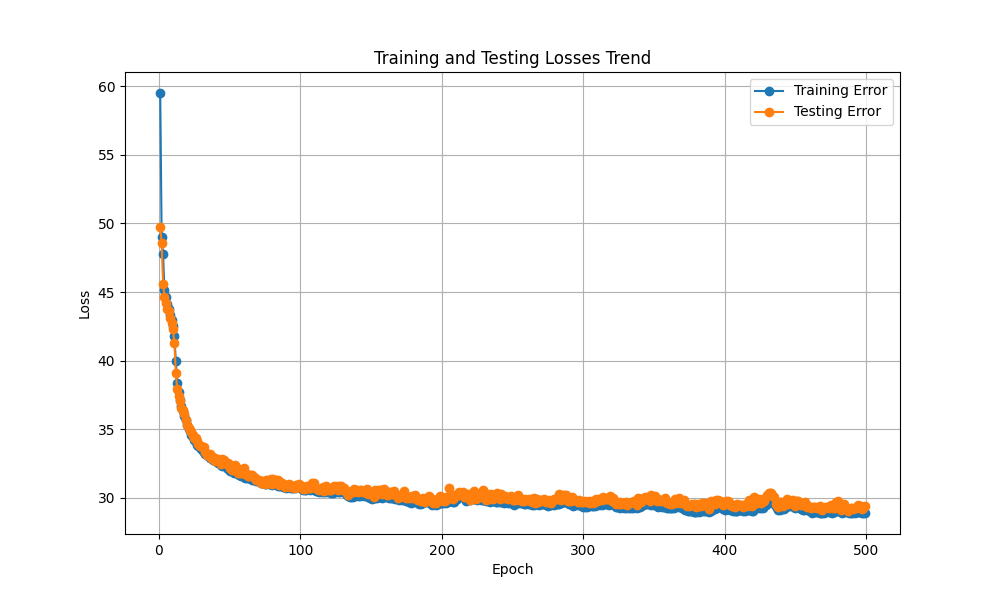 Training and Testing Losses Trend
Training Error
Testing Error
60
55
50
45
40
35
30
Loss
0 100 200 300 400 500
Epoch